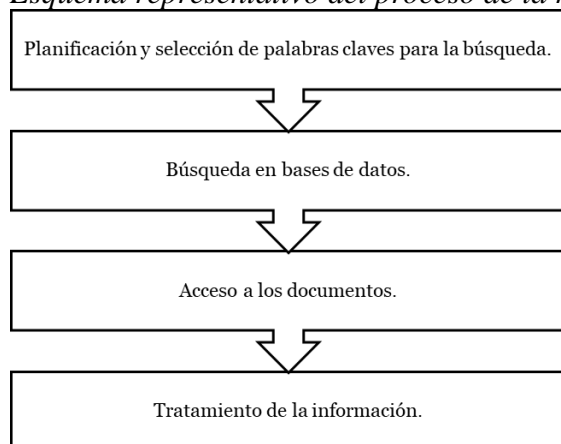 Esquema representativo del proceso de la
Planificación y selección de palabras claves para la búsqueda.
Búsqueda en bases de datos.
Acceso a los documentos.
Tratamiento de la información.